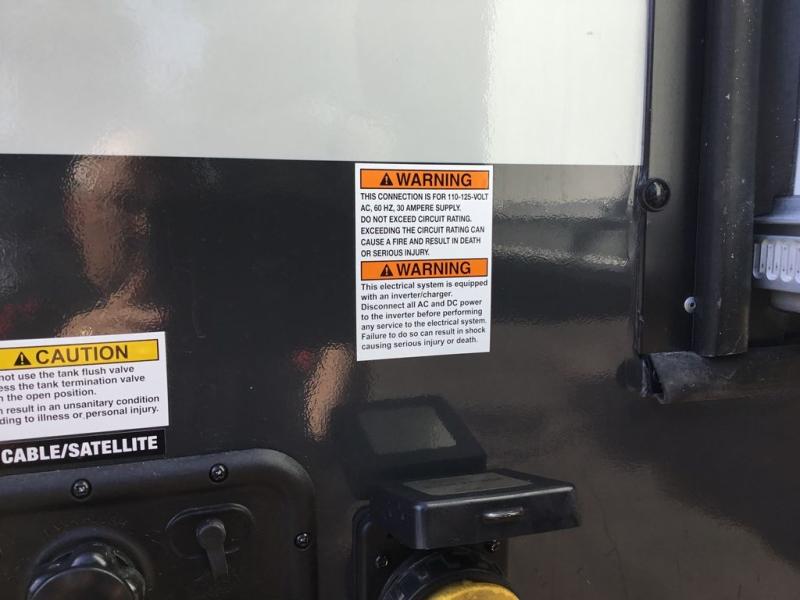 WARNING
THIS CONNECTION IS FOR 110-125-VOLT
AC, 60 HZ, 30 AMPERE SUPPLY.
DO NOT EXCEED CIRCUIT RATING.
EXCEEDING THE CIRCUIT RATING CAN
CAUSE A FIRE AND RESULT IN DEATH
OR SERIOUS INJURY.
WARNING
This electrical system is equipped
with an inverter/charger.
Disconnect all AC and DC power
to the inverter before performing
any service to the electrical system.
Failure to do so can result in shock
causing serious injury or death.
CAUTION
not use the tank flush valve
ess the tank termination valve
the open position.
result in an unsanitary condition
ding to illness or personal injury.
CABLE/SATELLITE